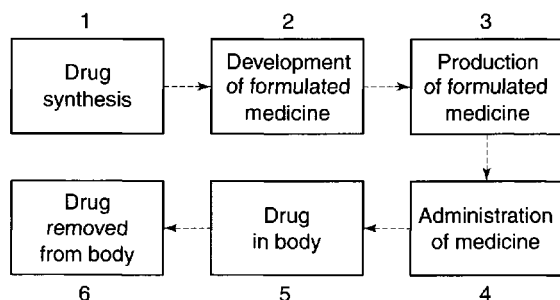 1
Drug
synthesis
2
Development
of formulated
medicine
3
Production
of formulated
medicine
Administration
of medicine
4
Drug
in body
5
Drug
removed
from body
6